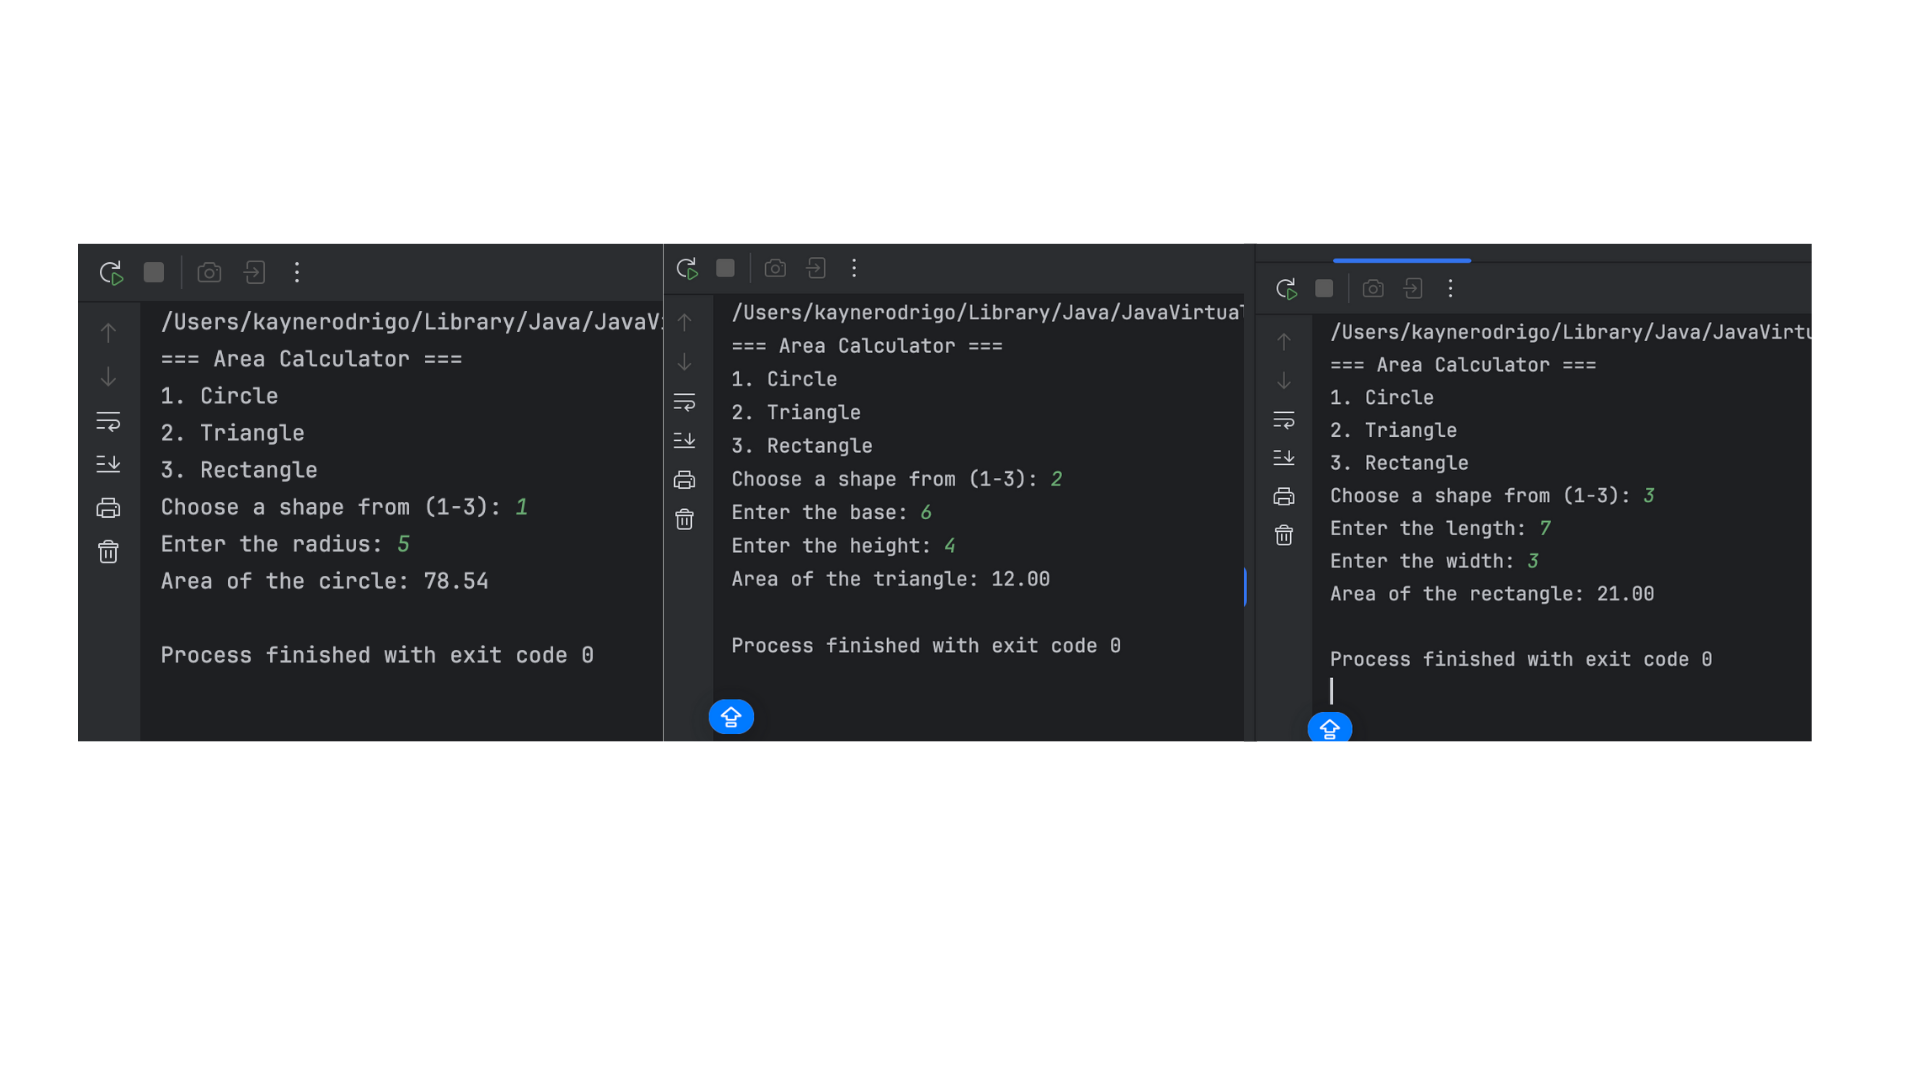 /Users/kaynerodrigo/Library/Java/JavaV
=== Area Calculator ===
1. Circle
2. Triangle
3. Rectangle
Choose a shape from (1-3): 1
Enter the radius: 5
Area of the circle: 78.54
Process finished with exit code 0
/Users/kaynerodrigo/Library/Java/JavaVirtual
=== Area Calculator ===
1. Circle
2. Triangle
3. Rectangle
Choose a shape from (1-3): 2
Enter the base: 6
Enter the height: 4
Area of the triangle: 12.00
Process finished with exit code 0
/Users/kaynerodrigo/Library/Java/JavaVirtu
=== Area Calculator ===
1. Circle
2. Triangle
3. Rectangle
Choose a shape from (1-3): 3
Enter the length: 7
Enter the width: 3
Area of the rectangle: 21.00
Process finished with exit code 0